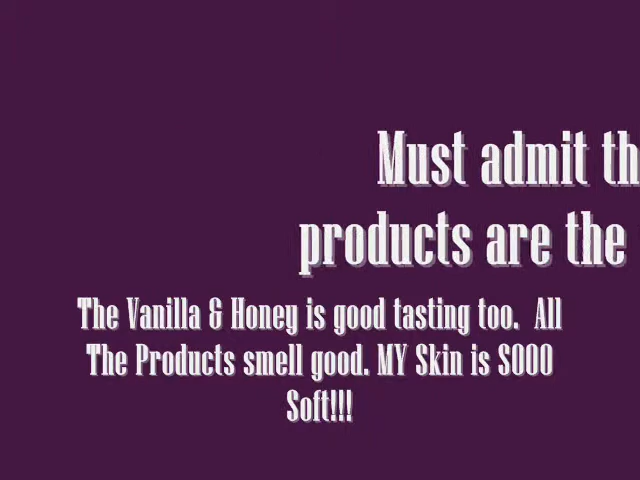 Must admit th
products are the
The Vanilla & Honey is good tasting too.  All
The Products smell good. MY Skin is SOOO
Soft!!!